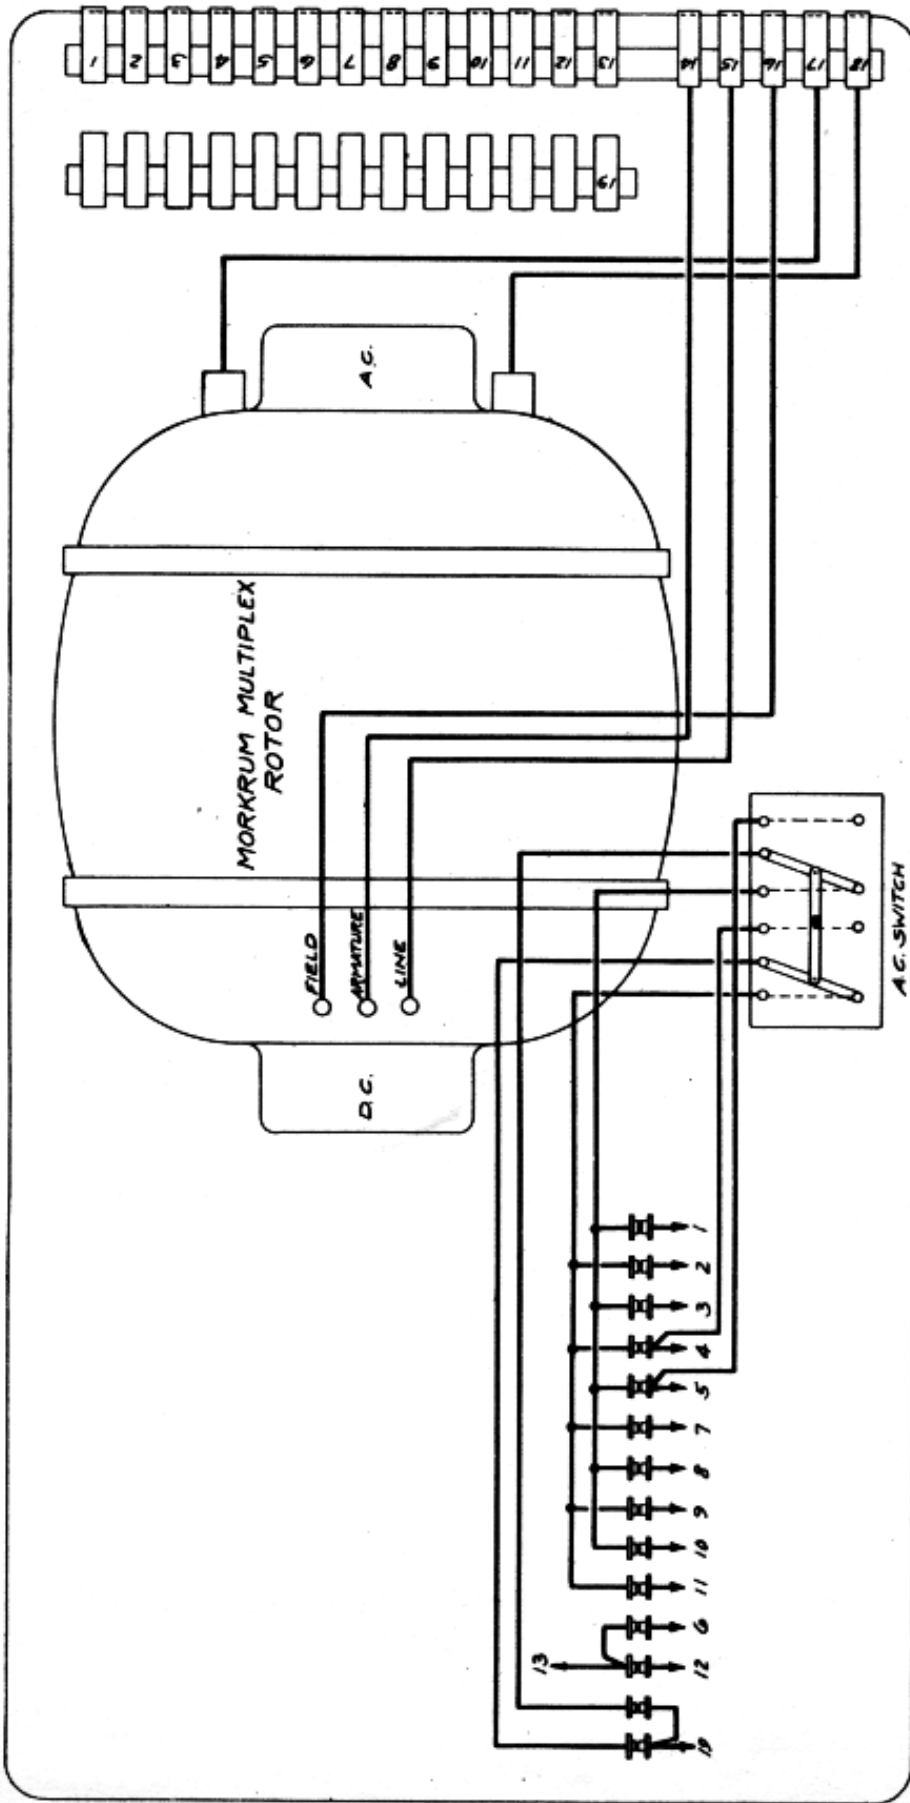 1 2 3 4 5 6 7 8 9 10 11 12 13 14 15 16 17 18
19
A.C.
MORKRUM MULTIPLEX
ROTOR
FIELD
ARMATURE
LINE
D.C.
A.C. SWITCH
1
2
3
4
5
7
8
9
10
11
6
12
13
19